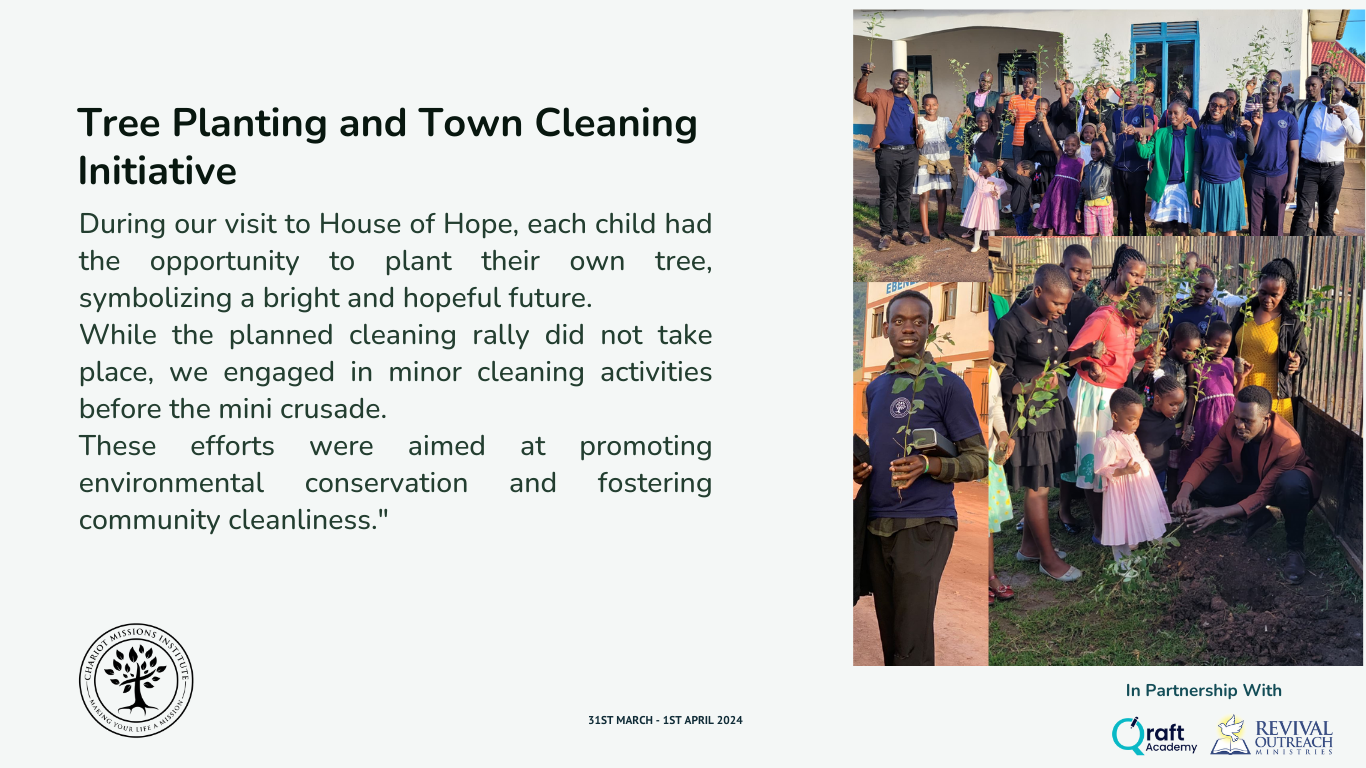 Tree Planting and Town Cleaning
Initiative
During our visit to House of Hope, each child had
the opportunity to plant their own tree,
symbolizing a bright and hopeful future.
While the planned cleaning rally did not take
place, we engaged in minor cleaning activities
before the mini crusade.
These efforts were aimed at promoting
environmental conservation and fostering
community cleanliness."
CHARIOT MISSIONS INSTITUTE
MAKING YOUR LIFE A MISSION
31ST MARCH - 1ST APRIL 2024
In Partnership With
Qraft
Academy
REVIVAL
OUTREACH
MINISTRIES